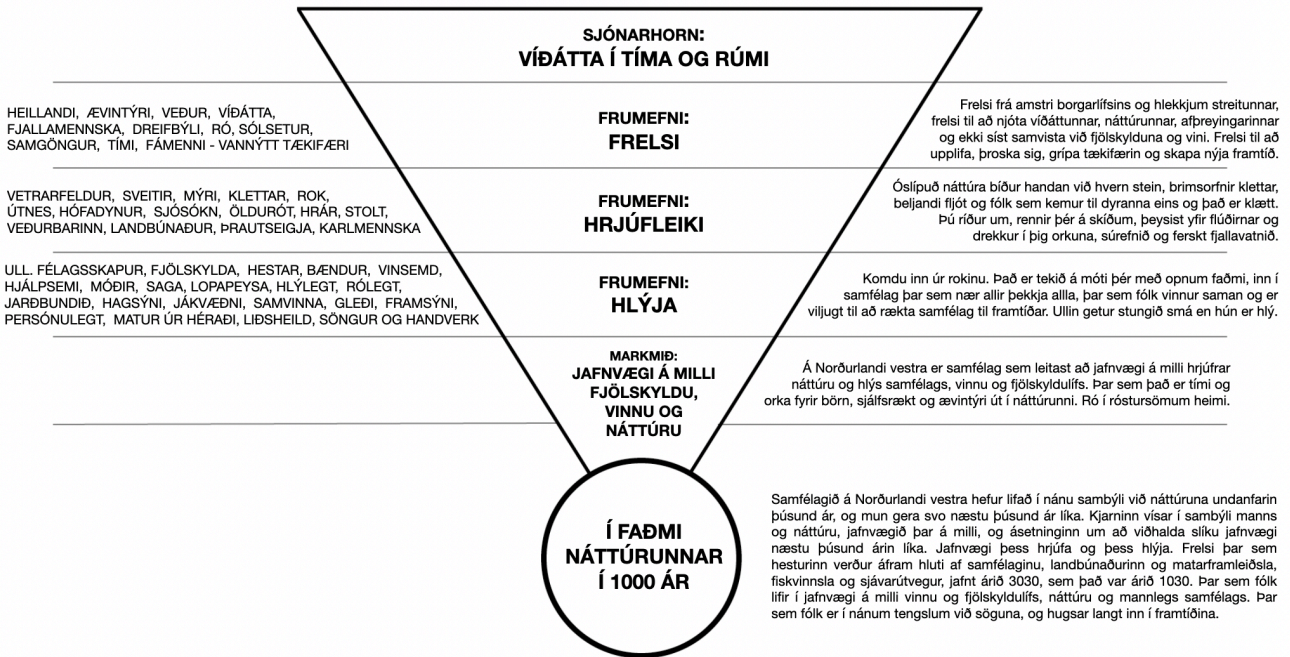 SJÓNARHORN:
VÍÐÁTTA Í TÍMA OG RÚMI
HEILLANDI, ÆVINTÝRI, VEÐUR, VÍÐÁTTA,
FJALLAMENNSKA, DREIFBÝLI, RÓ, SÓLSETUR,
SAMGÖNGUR, TÍMI, FÁMENNI - VANNÝTT TÆKIFÆRI
FRUMEFNI:
FRELSI
Frelsi frá amstri borgarlífsins og hlekkjum streitunnar,
frelsi til að njóta víðáttunnar, náttúrunnar, afþreyingarinnar
og ekki síst samvista við fjölskylduna og vini. Frelsi til að
upplifa, þroska sig, grípa tækifærin og skapa nýja framtíð.
VETRARFELDUR, SVEITIR, MÝRI, KLETTAR, ROK,
ÚTNES, HÓFADYNUR, SJÓSÓKN, ÖLDURÓT, HRÁR, STOLT,
VEÐURBARINN, LANDBÚNAÐUR, ÞRAUTSEIGJA, KARLMENNSKA
FRUMEFNI:
HRJÚFLEIKI
Óslípuð náttúra bíður handan við hvern stein, brimsorfnir klettar,
beljandi fljót og fólk sem kemur til dyranna eins og það er klætt.
Þú ríður um, rennir þér á skíðum, þeysist yfir flúðirnar og
drekkur í þig orkuna, súrefnið og ferskt fjallavatnið.
ULL. FÉLAGSSKAPUR, FJÖLSKYLDA, HESTAR, BÆNDUR, VINSEMD,
HJÁLPSEMI, MÓÐIR, SAGA, LOPAPEYSA, HLÝLEGT, RÓLEGT,
JARÐBUNDIÐ, HAGSÝNI, JÁKVÆÐNI, SAMVINNA, GLEÐI, FRAMSÝNI,
PERSÓNULEGT, MATUR ÚR HÉRAÐI, LIÐSHEILD, SÖNGUR OG HANDVERK
FRUMEFNI:
HLÝJA
Komdu inn úr rokinu. Það er tekið á móti þér með opnum faðmi, inn í
samfélag þar sem nær allir þekkja allla, þar sem fólk vinnur saman og er
viljugt til að rækta samfélag til framtíðar. Ullin getur stungið smá en hún er hlý.
MARKMIÐ:
JAFNVÆGI Á MILLI
FJÖLSKYLDU,
VINNU OG
NÁTTÚRU
Á Norðurlandi vestra er samfélag sem leitast að jafnvægi á milli hrjúfrar
náttúru og hlýs samfélags, vinnu og fjölskyldulífs. Þar sem það er tími og
orka fyrir börn, sjálfsrækt og ævintýri út í náttúrunni. Ró í róstursömum heimi.
Í FAÐMI
NÁTTÚRUNNAR
Í 1000 ÁR
Samfélagið á Norðurlandi vestra hefur lifað í nánu sambýli við náttúruna undanfarin
þúsund ár, og mun gera svo næstu þúsund ár líka. Kjarninn vísar í sambýli manns
og náttúru, jafnvægið þar á milli, og ásetninginn um að viðhalda slíku jafnvægi
næstu þúsund árin líka. Jafnvægi þess hrjúfa og þess hlýja. Frelsi þar sem
hesturinn verður áfram hluti af samfélaginu, landbúnaðurinn og matarframleiðsla,
fiskvinnsla og sjávarútvegur, jafnt árið 3030, sem það var árið 1030. Þar sem fólk
lifir í jafnvægi á milli vinnu og fjölskyldulífs, náttúru og mannlegs samfélags. Þar
sem fólk er í nánum tengslum við söguna, og hugsar langt inn í framtíðina.